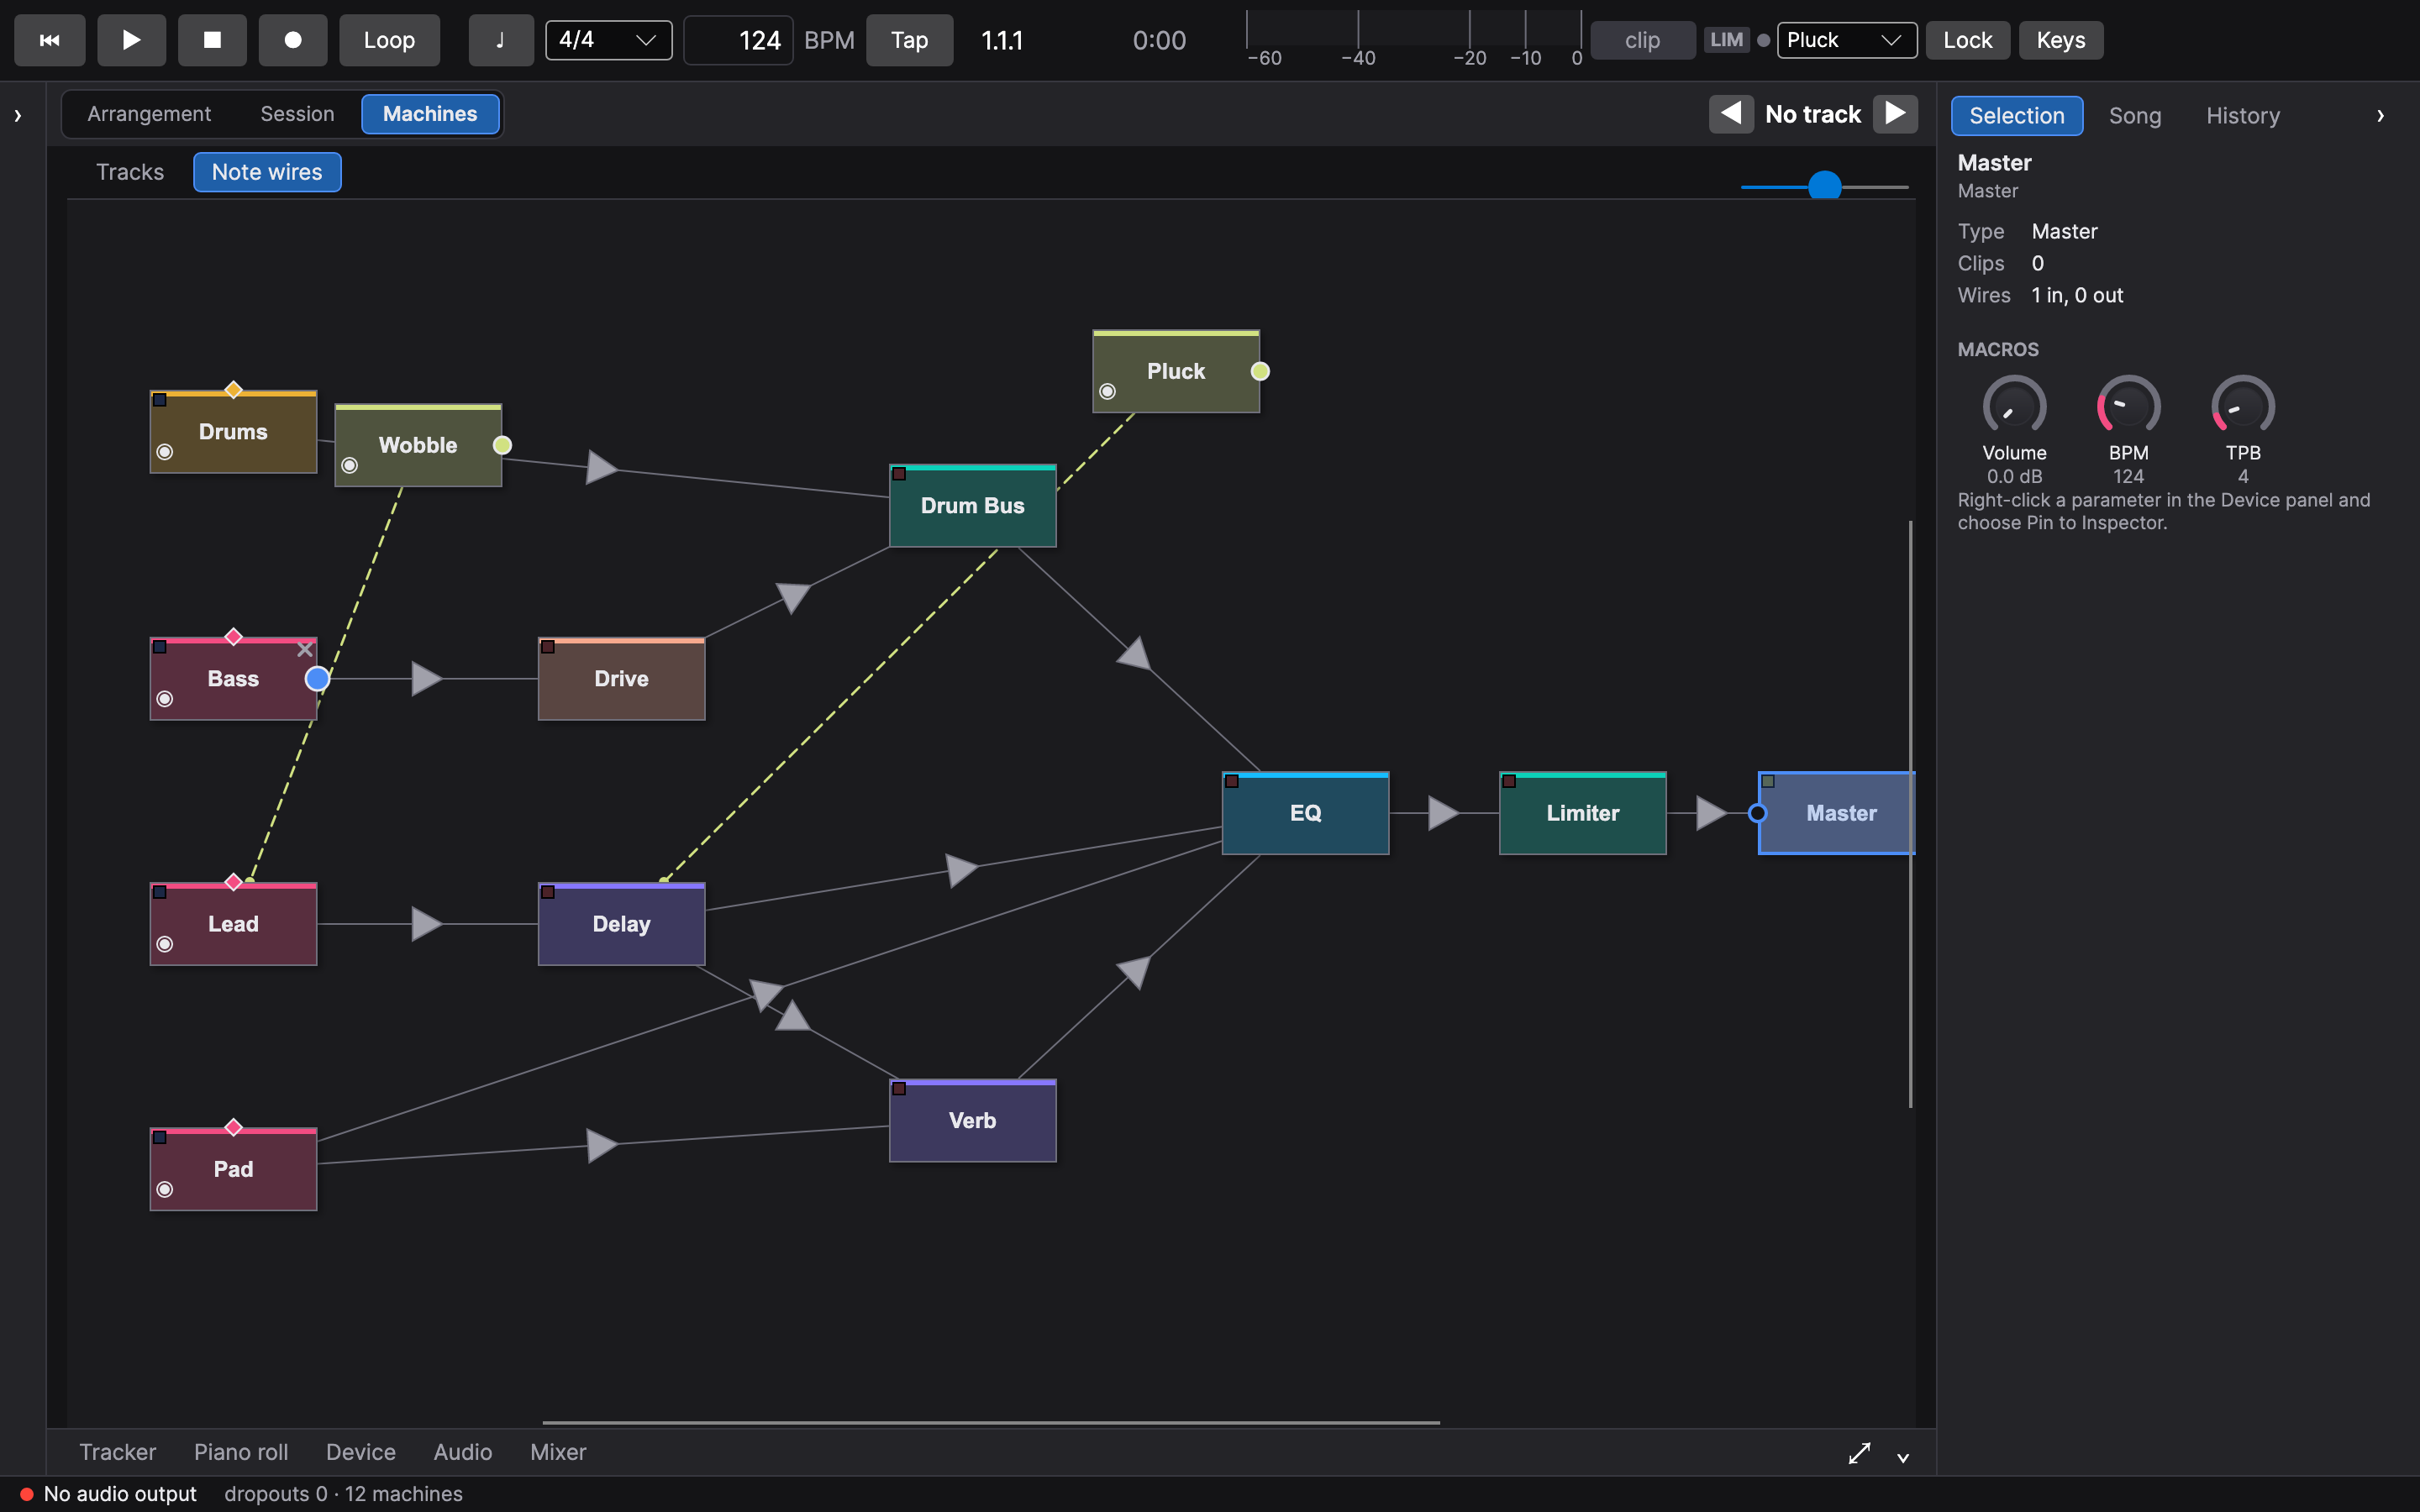 Loop
4/4
124 BPM
Tap
1.1.1
0:00
−60 −40 −20 −10 0
clip
LIM
Pluck
Lock
Keys
Arrangement Session Machines
No track
Tracks Note wires
Selection Song History
Master
Master
Type Master
Clips 0
Wires 1 in, 0 out
MACROS
Volume BPM TPB
0.0 dB 124 4
Right-click a parameter in the Device panel and
choose Pin to Inspector.
Pluck
Drums
Wobble
Drum Bus
Bass
Drive
EQ
Limiter
Master
Lead
Delay
Verb
Pad
Tracker Piano roll Device Audio Mixer
No audio output dropouts 0 · 12 machines